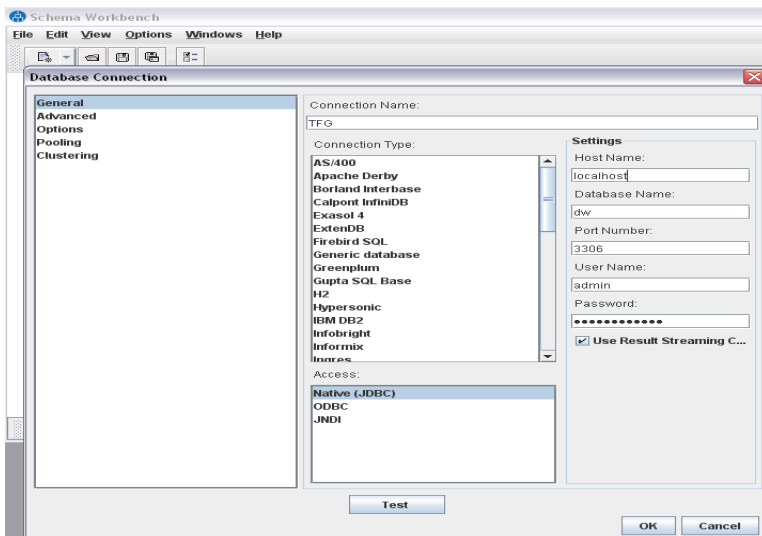 Schema Workbench
File Edit View Options Windows Help
Database Connection
General
Advanced
Options
Pooling
Clustering
Connection Name:
TFG
Connection Type:
AS/400
Apache Derby
Borland Interbase
Calpont InfiniDB
Exasol 4
ExtenDB
Firebird SQL
Generic database
Greenplum
Gupta SQL Base
H2
Hypersonic
IBM DB2
Infobright
Informix
Ingres
Access:
Native (JDBC)
ODBC
JNDI
Settings
Host Name:
localhost
Database Name:
dw
Port Number:
3306
User Name:
admin
Password:
••••••••••••
Use Result Streaming C...
Test
OK Cancel